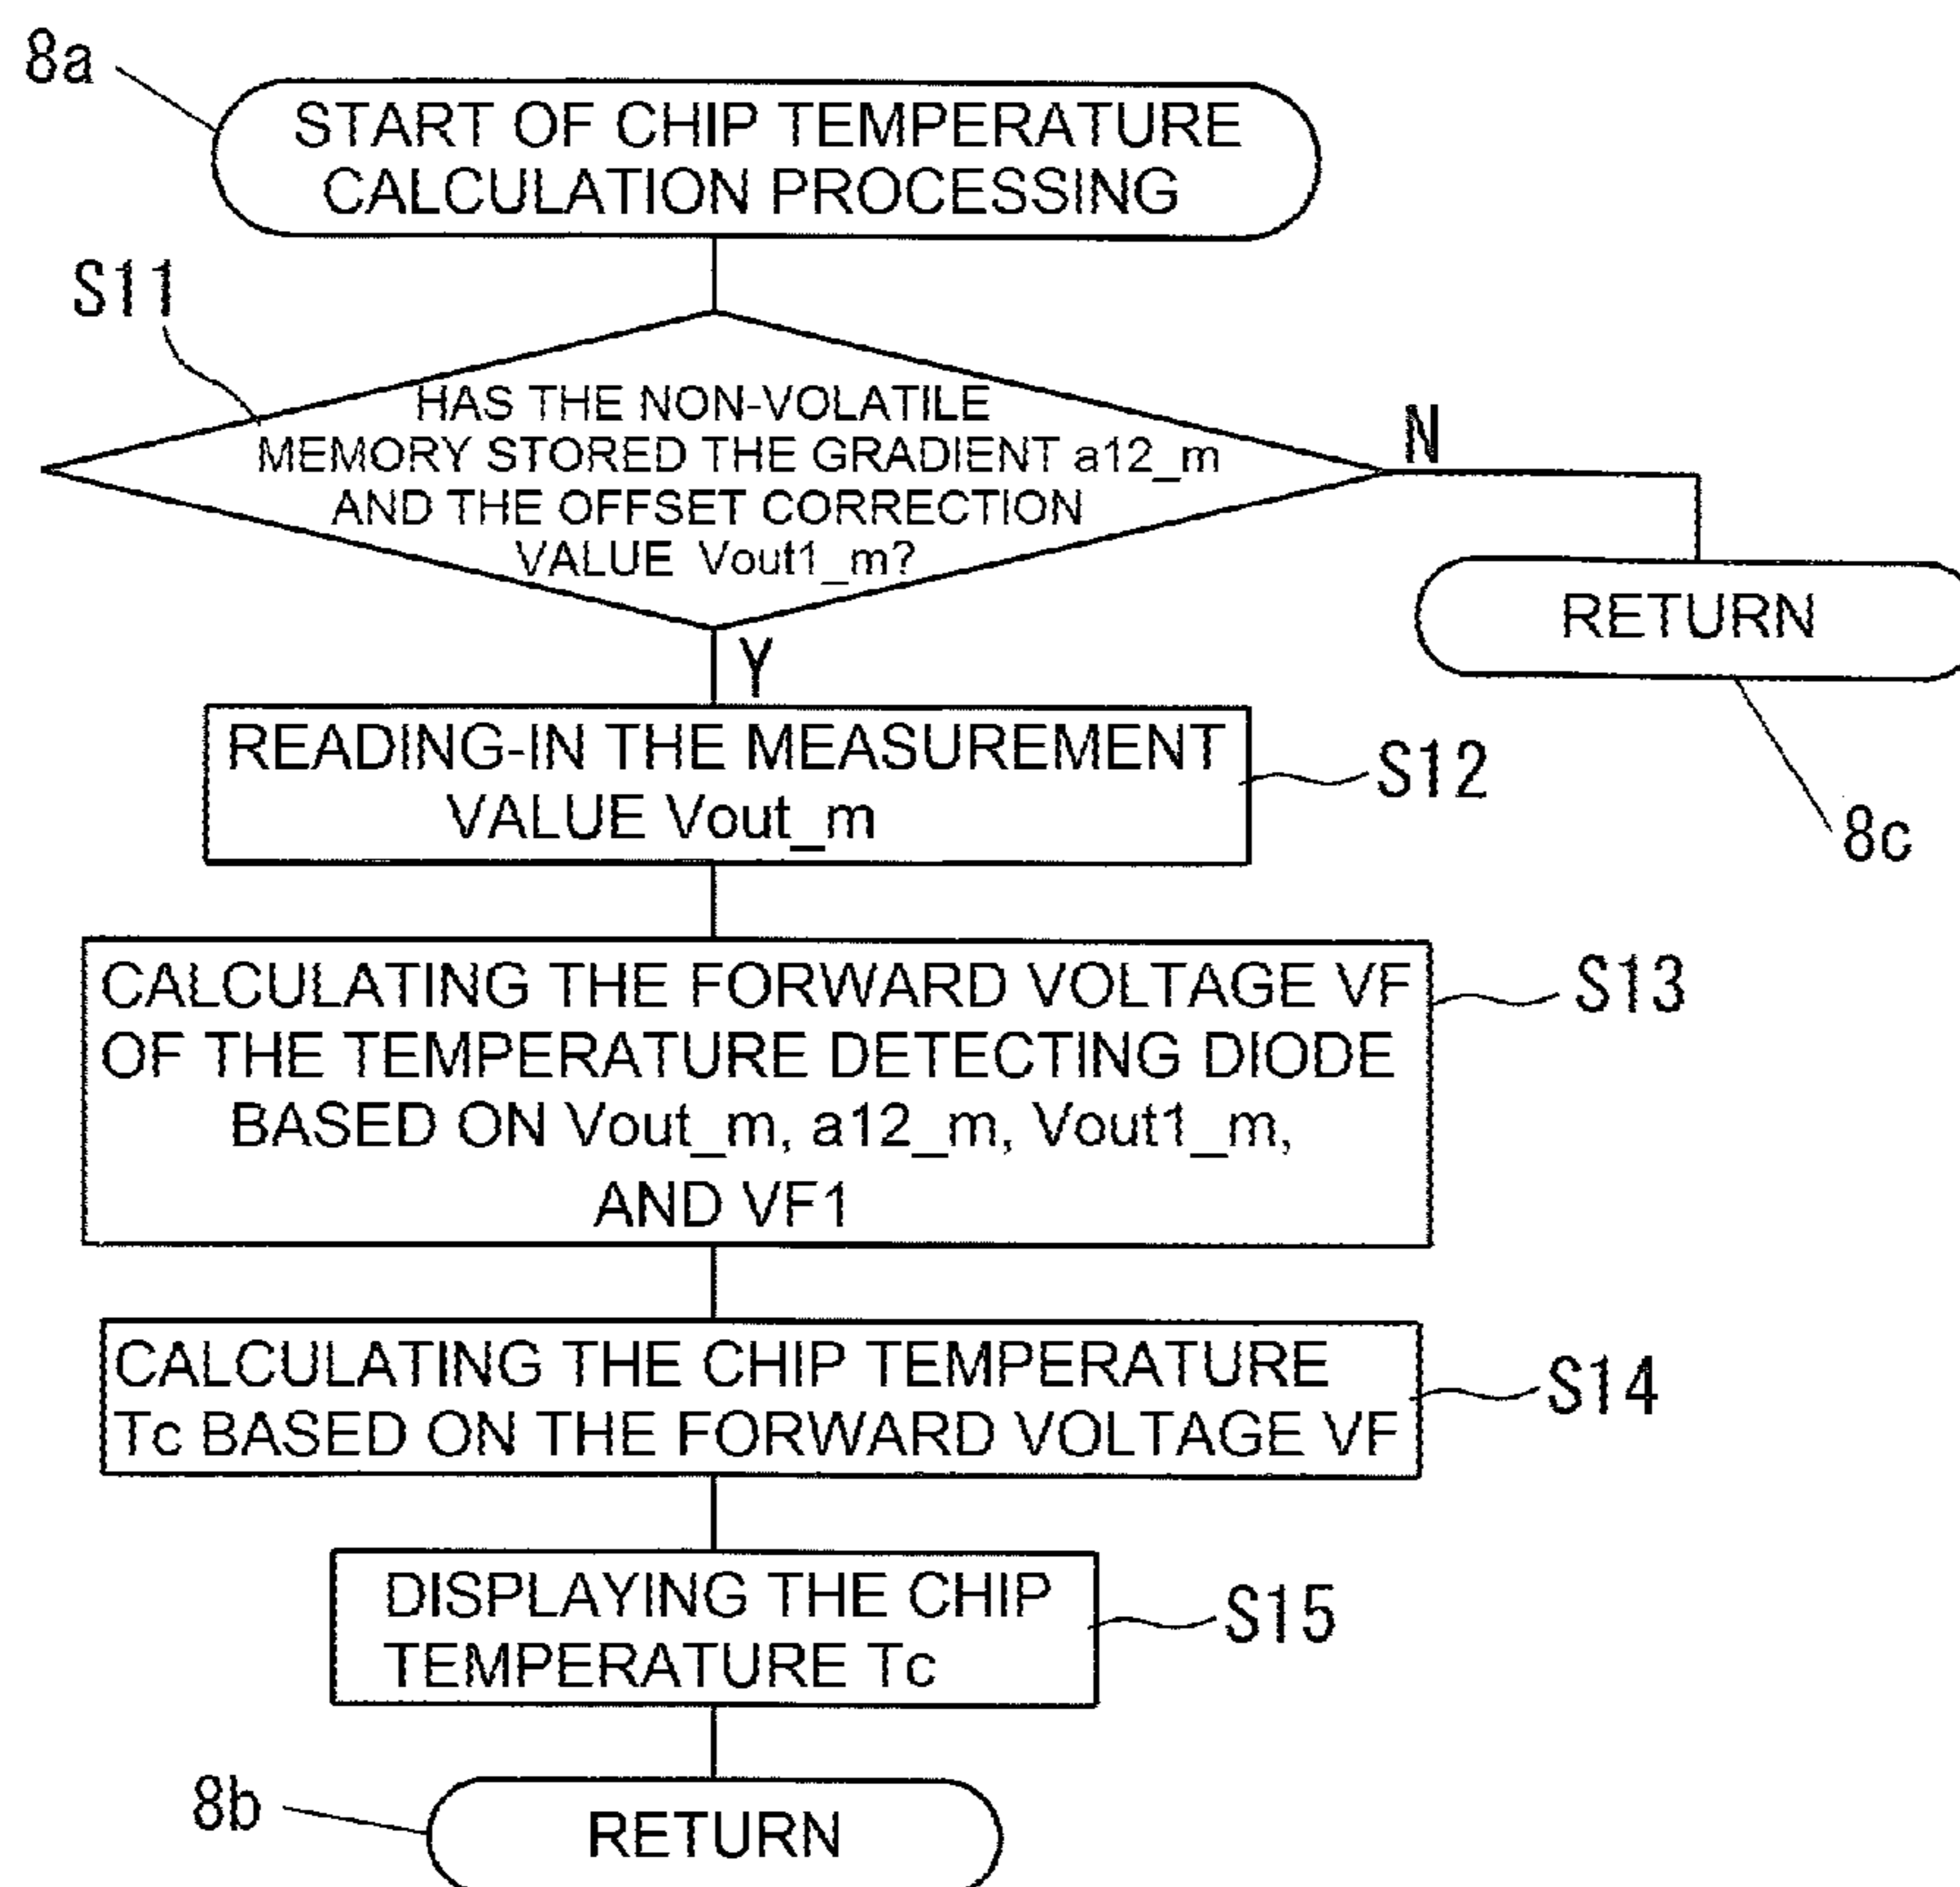 8a
START OF CHIP TEMPERATURE
CALCULATION PROCESSING
S11
HAS THE NON-VOLATILE
MEMORY STORED THE GRADIENT a12_m
AND THE OFFSET CORRECTION
VALUE Vout1_m?
N
RETURN
8c
Y
READING-IN THE MEASUREMENT
VALUE Vout_m
S12
CALCULATING THE FORWARD VOLTAGE VF
OF THE TEMPERATURE DETECTING DIODE
BASED ON Vout_m, a12_m, Vout1_m,
AND VF1
S13
CALCULATING THE CHIP TEMPERATURE
Tc BASED ON THE FORWARD VOLTAGE VF
S14
DISPLAYING THE CHIP
TEMPERATURE Tc
S15
8b
RETURN